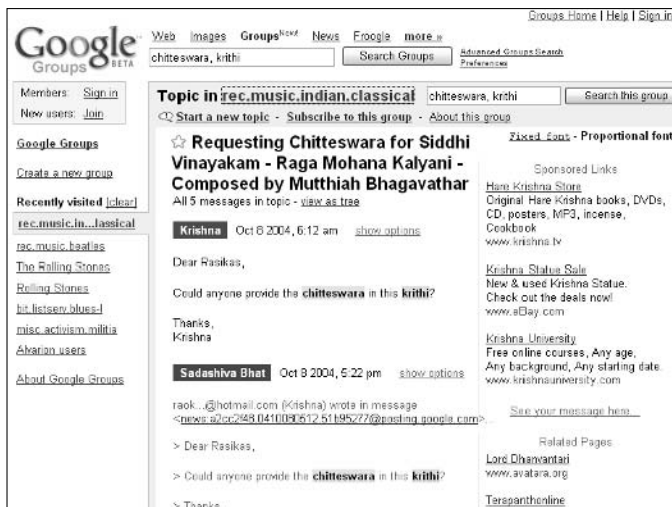 Groups Home | Help | Sign in
Google
Groups BETA
Web Images Groups New! News Froogle more »
chitteswara, krithi
Search Groups
Advanced Groups Search
Preferences
Members: Sign in
New users: Join
Google Groups
Create a new group
Recently visited [clear]
rec.music.in...lassical
rec.music.beatles
The Rolling Stones
Rolling Stones
bit.listserv.blues-l
misc.activism.militia
Alvarian users
About Google Groups
Topic in rec.music.indian.classical
chitteswara, krithi
Search this group
Start a new topic - Subscribe to this group - About this group
Requesting Chitteswara for Siddhi
Vinayakam - Raga Mohana Kalyani -
Composed by Mutthiah Bhagavathar
All 5 messages in topic - view as tree
Krishna Oct 8 2004, 6:12 am show options
Dear Rasikas,
Could anyone provide the chitteswara in this krithi?
Thanks,
Krishna
Sadashiva Bhat Oct 8 2004, 5:22 pm show options
raok...@hotmail.com (Krishna) wrote in message
<news:a2cc2f48.0410080512.51b95277@posting.google.com>...
> Dear Rasikas,
> Could anyone provide the chitteswara in this krithi?
> Thanks,
Fixed font - Proportional font
Sponsored Links
Hare Krishna Store
Original Hare Krishna books, DVDs,
CD, posters, MP3, incense,
Cookbook
www.krishna.tv
Krishna Statue Sale
New & used Krishna Statue.
Check out the deals now!
www.eBay.com
Krishna University
Free online courses, Any age,
Any background, Any starting date.
www.krishnauniversity.com
See your message here...
Related Pages
Lord Dhanvantari
www.avatara.org
Terapanthonline